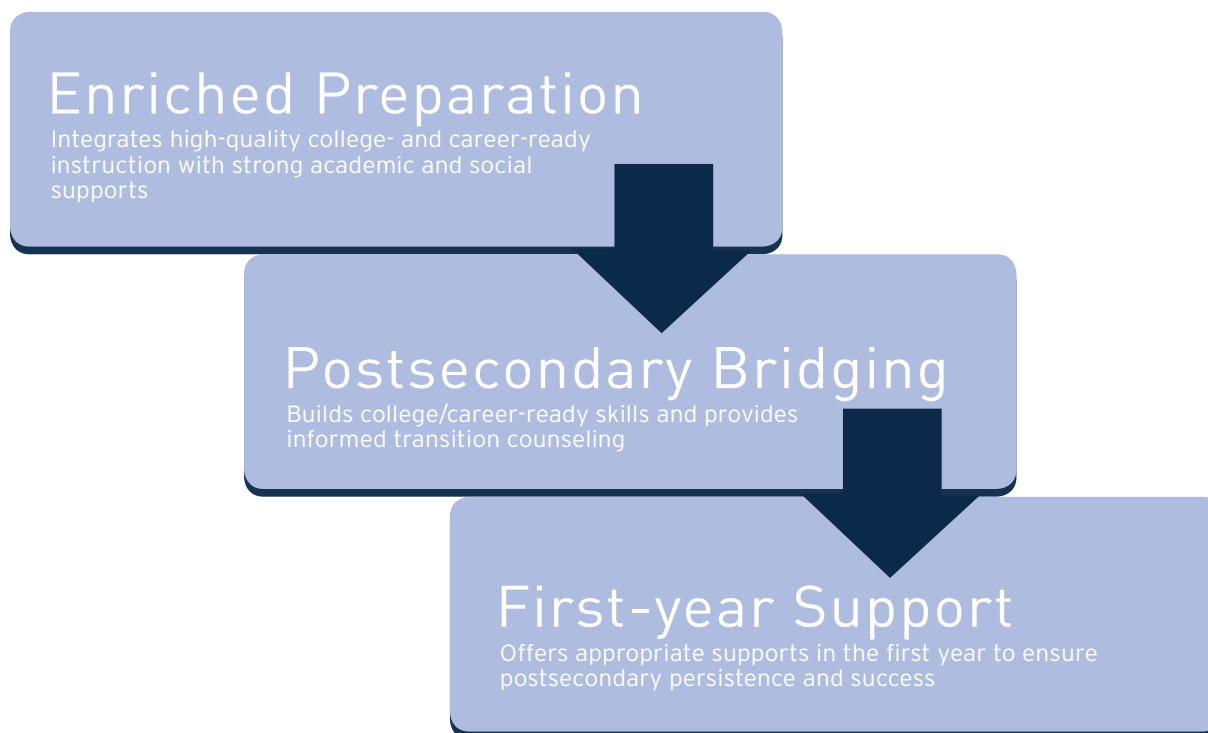 Enriched Preparation
Integrates high-quality college- and career-ready
instruction with strong academic and social
supports
Postsecondary Bridging
Builds college/career-ready skills and provides
informed transition counseling
First-year Support
Offers appropriate supports in the first year to ensure
postsecondary persistence and success